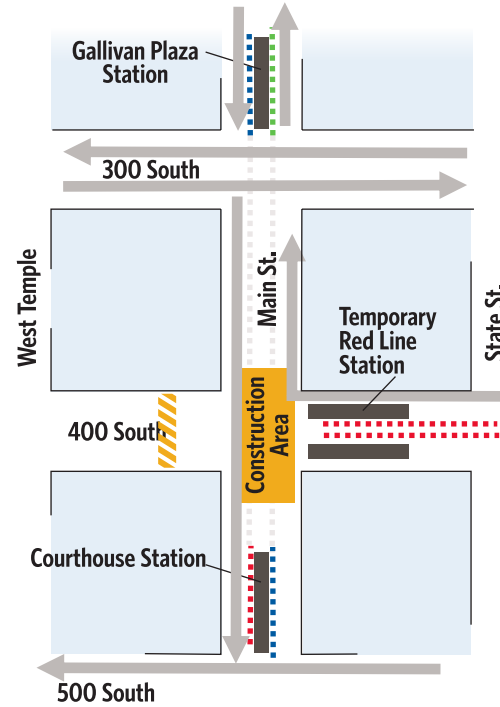 Gallivan Plaza
Station
300 South
West Temple
Main St.
State St.
Temporary
Red Line
Station
400 South
Construction
Area
Courthouse Station
500 South